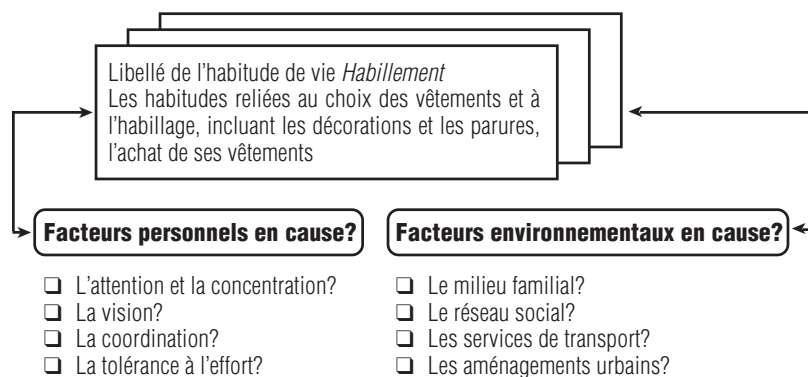 Libellé de l'habitude de vie Habillement
Les habitudes reliées au choix des vêtements et à
l'habillage, incluant les décorations et les parures,
l'achat de ses vêtements
Facteurs personnels en cause?
❑ L'attention et la concentration?
❑ La vision?
❑ La coordination?
❑ La tolérance à l'effort?
Facteurs environnementaux en cause?
❑ Le milieu familial?
❑ Le réseau social?
❑ Les services de transport?
❑ Les aménagements urbains?